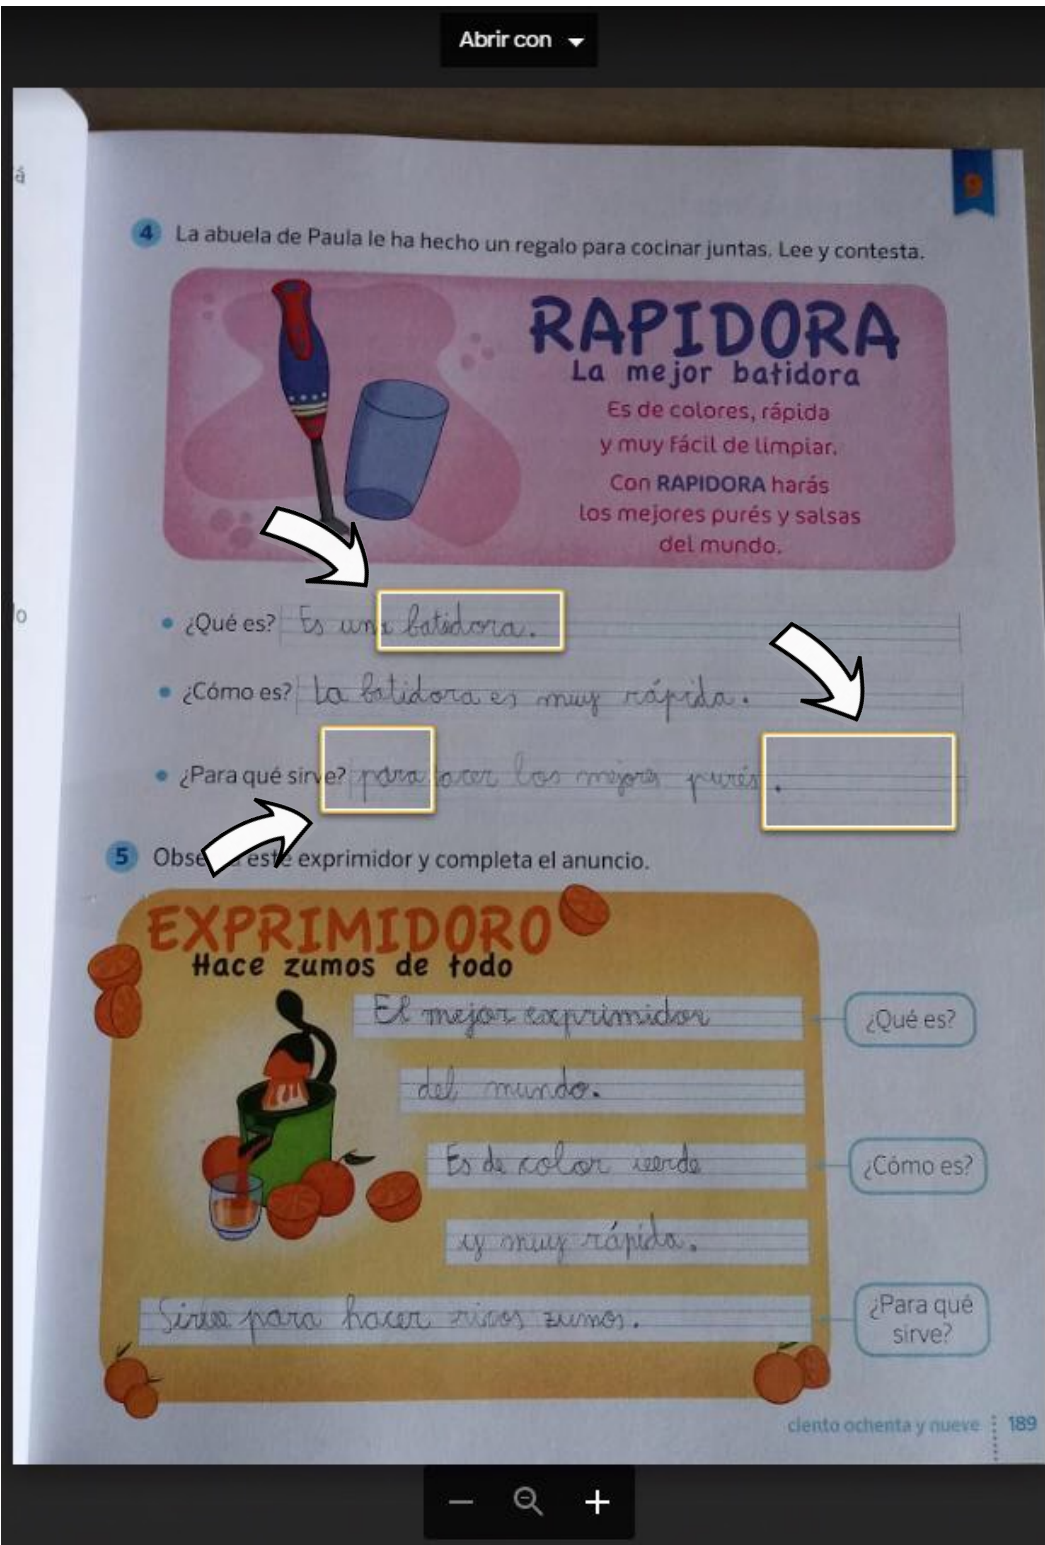 Abrir con
á
9
4 La abuela de Paula le ha hecho un regalo para cocinar juntas. Lee y contesta.
RAPIDORA
La mejor batidora
Es de colores, rápida
y muy fácil de limpiar.
Con RAPIDORA harás
los mejores purés y salsas
del mundo.
lo
• ¿Qué es? Es una batidora.
• ¿Cómo es? La batidora es muy rápida.
• ¿Para qué sirve? para acer los mejores purés.
5 este exprimidor y completa el anuncio.
EXPRIMIDORO
Hace zumos de todo
El mejor exprimidor ¿Qué es?
del mundo.
Es de color verde ¿Cómo es?
y muy rápida.
Sirve para hacer ricos zumos. ¿Para qué
sirve?
ciento ochenta y nueve 189